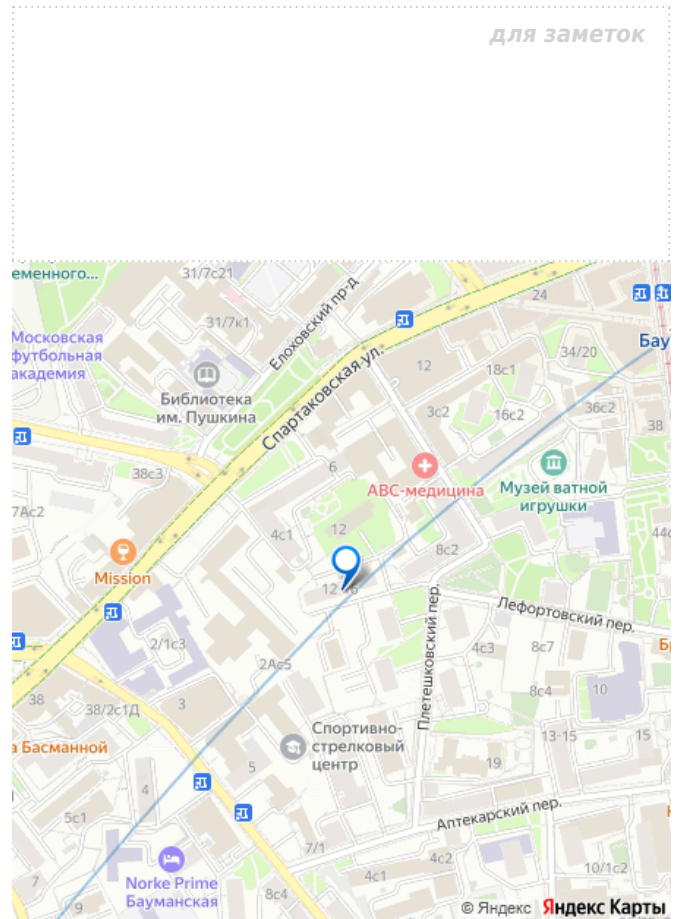 для заметок
еменного...
31/7с21
31/7к1
Елоховский пр-д
24
Московская
футбольная
академия
Библиотека
им. Пушкина
Спартаковская ул.
12
18с1
34/20
Бау
3с2
16с2
36с2
38
6
38с3
АВС-медицина
Музей ватной
игрушки
7Ас2
4с1
12
8с2
44с
Mission
12
6
Лефортовский пер.
Плетешковский пер.
2/1с3
2Ас5
4с3
8с7
Бр
38
38/2с1Д
3
8с4
10
а Басманной
Спортивно-
стрелковый
центр
13-15
15
5
19
4
5с1
Аптекарский пер.
7/1
4с2
4с1
10/1с2
7
Norke Prime
Бауманская
9
8с4
© Яндекс Яндекс Карты